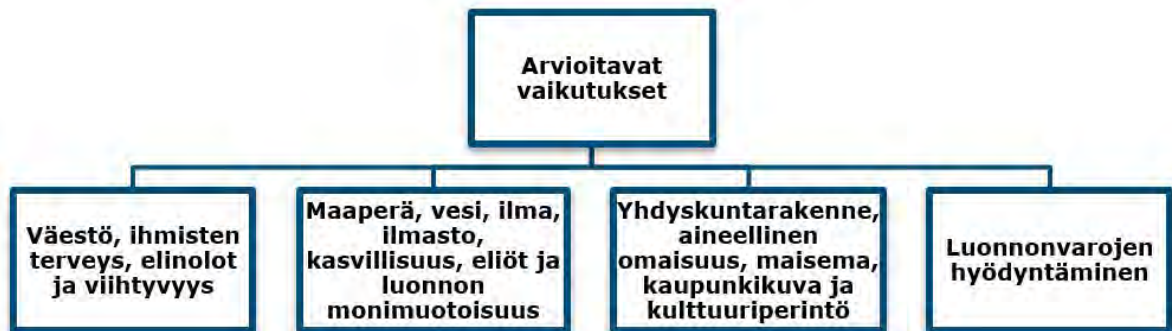 Arvioitavat
vaikutukset
Väestö, ihmisten
terveys, elinolot
ja viihtyvyys
Maaperä, vesi, ilma,
ilmasto,
kasvillisuus, eliöt ja
luonnon
monimuotoisuus
Yhdyskuntarakenne,
aineellinen
omaisuus, maisema,
kaupunkikuva ja
kulttuuriperintö
Luonnonvarojen
hyödyntäminen